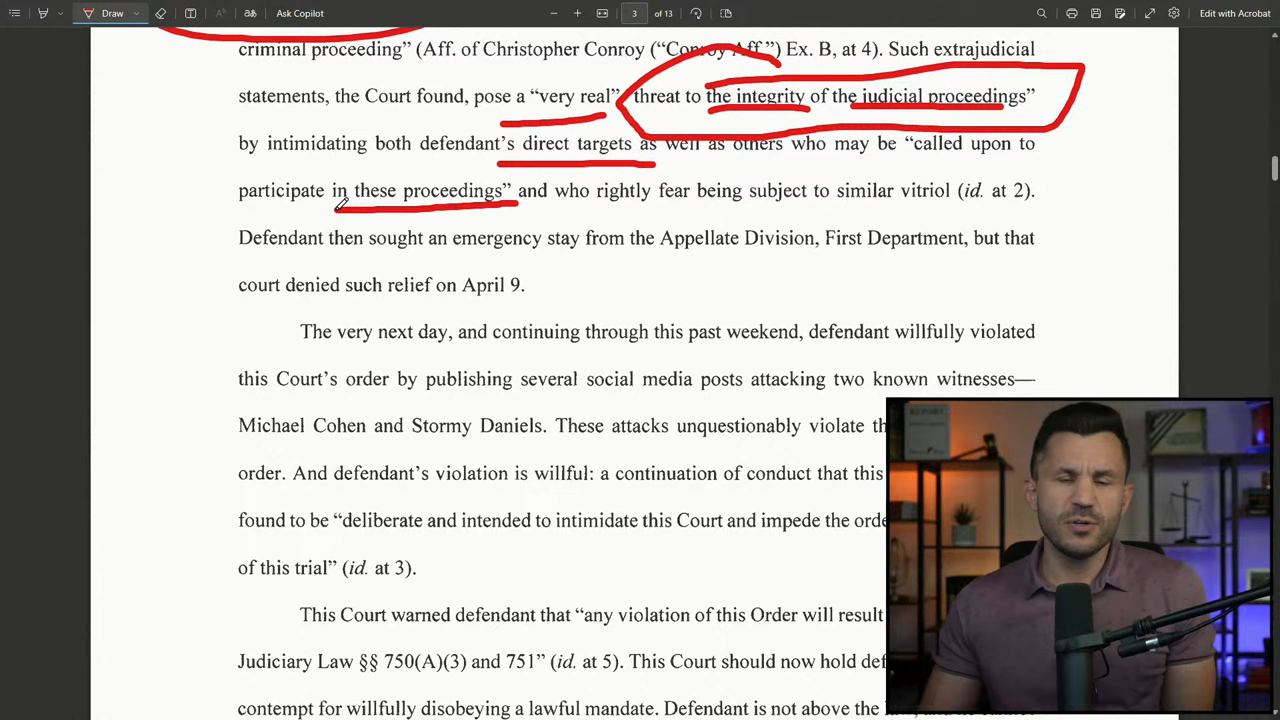 Draw
Ask Copilot
3 of 13
Edit with Acrobat
criminal proceeding” (Aff. of Christopher Conroy (“Conroy Aff.”) Ex. B, at 4). Such extrajudicial
statements, the Court found, pose a “very real” threat to the integrity of the judicial proceedings”
by intimidating both defendant’s direct targets as well as others who may be “called upon to
participate in these proceedings” and who rightly fear being subject to similar vitriol (id. at 2).
Defendant then sought an emergency stay from the Appellate Division, First Department, but that
court denied such relief on April 9.
The very next day, and continuing through this past weekend, defendant willfully violated
this Court’s order by publishing several social media posts attacking two known witnesses—
Michael Cohen and Stormy Daniels. These attacks unquestionably violate
order. And defendant’s violation is willful: a continuation of conduct that this
found to be “deliberate and intended to intimidate this Court and impede the
of this trial” (id. at 3).
This Court warned defendant that “any violation of this Order will result
Judiciary Law §§ 750(A)(3) and 751” (id. at 5). This Court should now hold
contempt for willfully disobeying a lawful mandate. Defendant is not above the